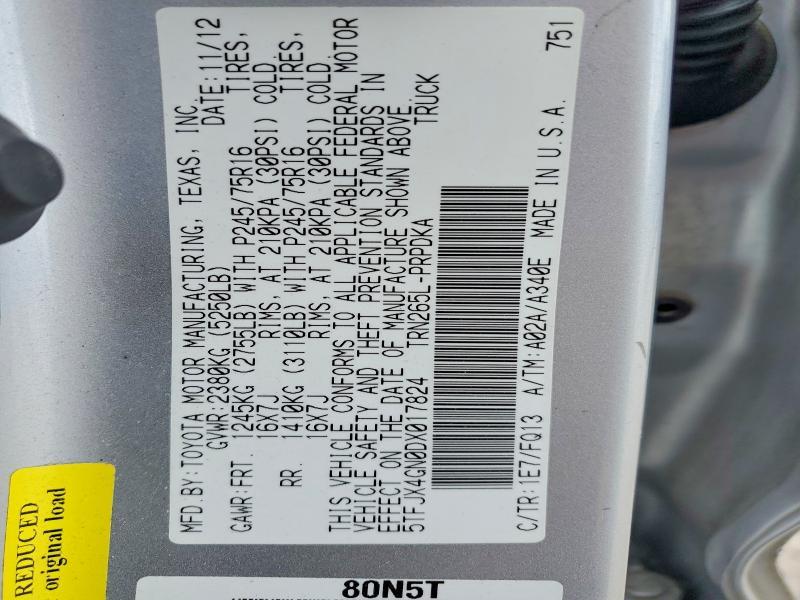 MFD.BY:TOYOTA MOTOR MANUFACTURING, TEXAS, INC.
GVWR:2380KG (5250LB) DATE:11/12
GAWR:FRT. 1245KG (2755LB) WITH P245/75R16 TIRES,
16X7J RIMS, AT 210KPA (30PSI) COLD
RR. 1410KG (3110LB) WITH P245/75R16 TIRES,
16X7J RIMS, AT 210KPA (30PSI) COLD
THIS VEHICLE CONFORMS TO ALL APPLICABLE FEDERAL MOTOR
VEHICLE SAFETY AND THEFT PREVENTION STANDARDS IN
EFFECT ON THE DATE OF MANUFACTURE SHOWN ABOVE.
5TFJX4GN0DX017824 TRN265L-PRPDKA TRUCK
C/TR:1E7/FQ13 A/TM:A02A/A340E MADE IN U.S.A. 751
REDUCED
original load
80N5T